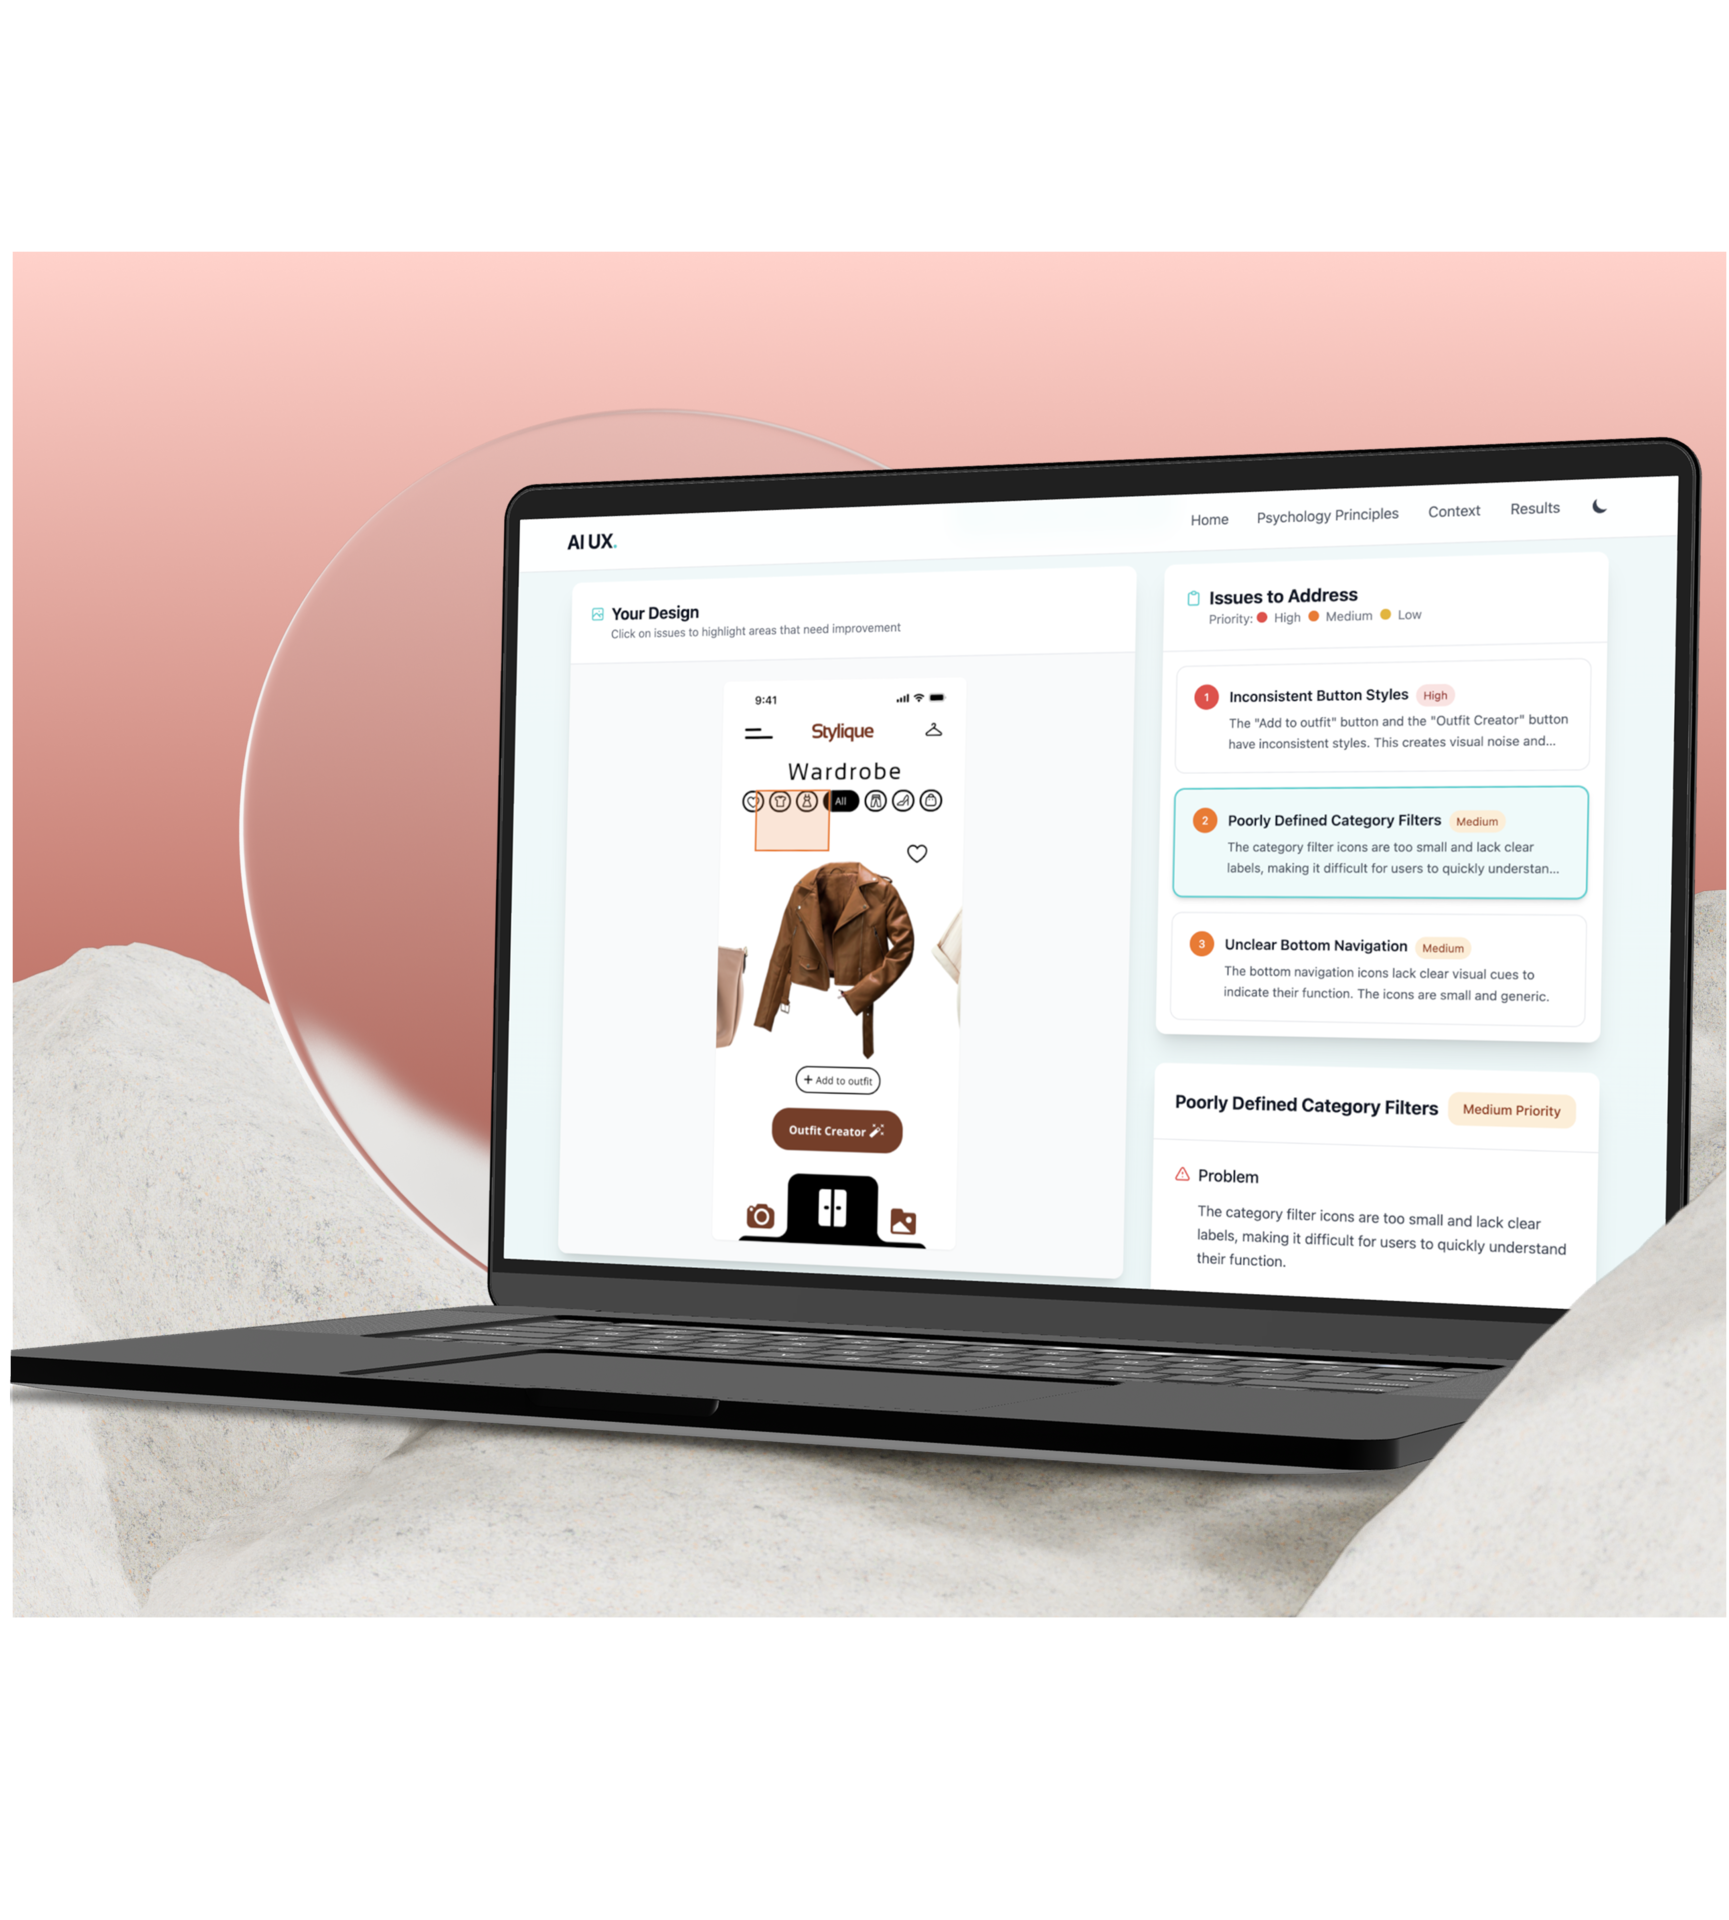 AI UX.
Home
Psychology Principles
Context
Results
Your Design
Click on issues to highlight areas that need improvement
9:41
Stylique
Wardrobe
All
+ Add to outfit
Outfit Creator
Issues to Address
Priority: High Medium Low
1 Inconsistent Button Styles High
The "Add to outfit" button and the "Outfit Creator" button
have inconsistent styles. This creates visual noise and...
2 Poorly Defined Category Filters Medium
The category filter icons are too small and lack clear
labels, making it difficult for users to quickly understan...
3 Unclear Bottom Navigation Medium
The bottom navigation icons lack clear visual cues to
indicate their function. The icons are small and generic.
Poorly Defined Category Filters Medium Priority
Problem
The category filter icons are too small and lack clear
labels, making it difficult for users to quickly understand
their function.